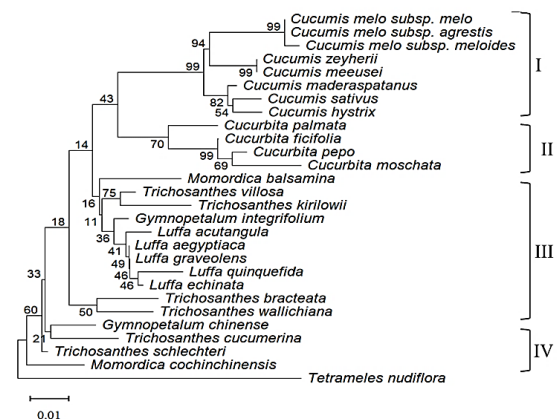 99 Cucumis melo subsp. melo
94 Cucumis melo subsp. agrestis
Cucumis melo subsp. meloides
I
99 Cucumis zeyherii
99 Cucumis meeusei
Cucumis maderaspatanus
82 Cucumis sativus
43 54 Cucumis hystrix
Cucurbita palmata
70 Cucurbita ficifolia
II
14 99 Cucurbita pepo
69 Cucurbita moschata
Momordica balsamina
75 Trichosanthes villosa
16 Trichosanthes kirilowii
18 11 Gymnopetalum integrifolium
36 Luffa acutangula
41 Luffa aegyptiaca
III
49 Luffa graveolens
33 46 Luffa quinquefida
46 Luffa echinata
Trichosanthes bracteata
60 50 Trichosanthes wallichiana
Gymnopetalum chinense
21 Trichosanthes cucumerina
IV
Trichosanthes schlechteri
Momordica cochinchinensis
Tetrameles nudiflora
0.01